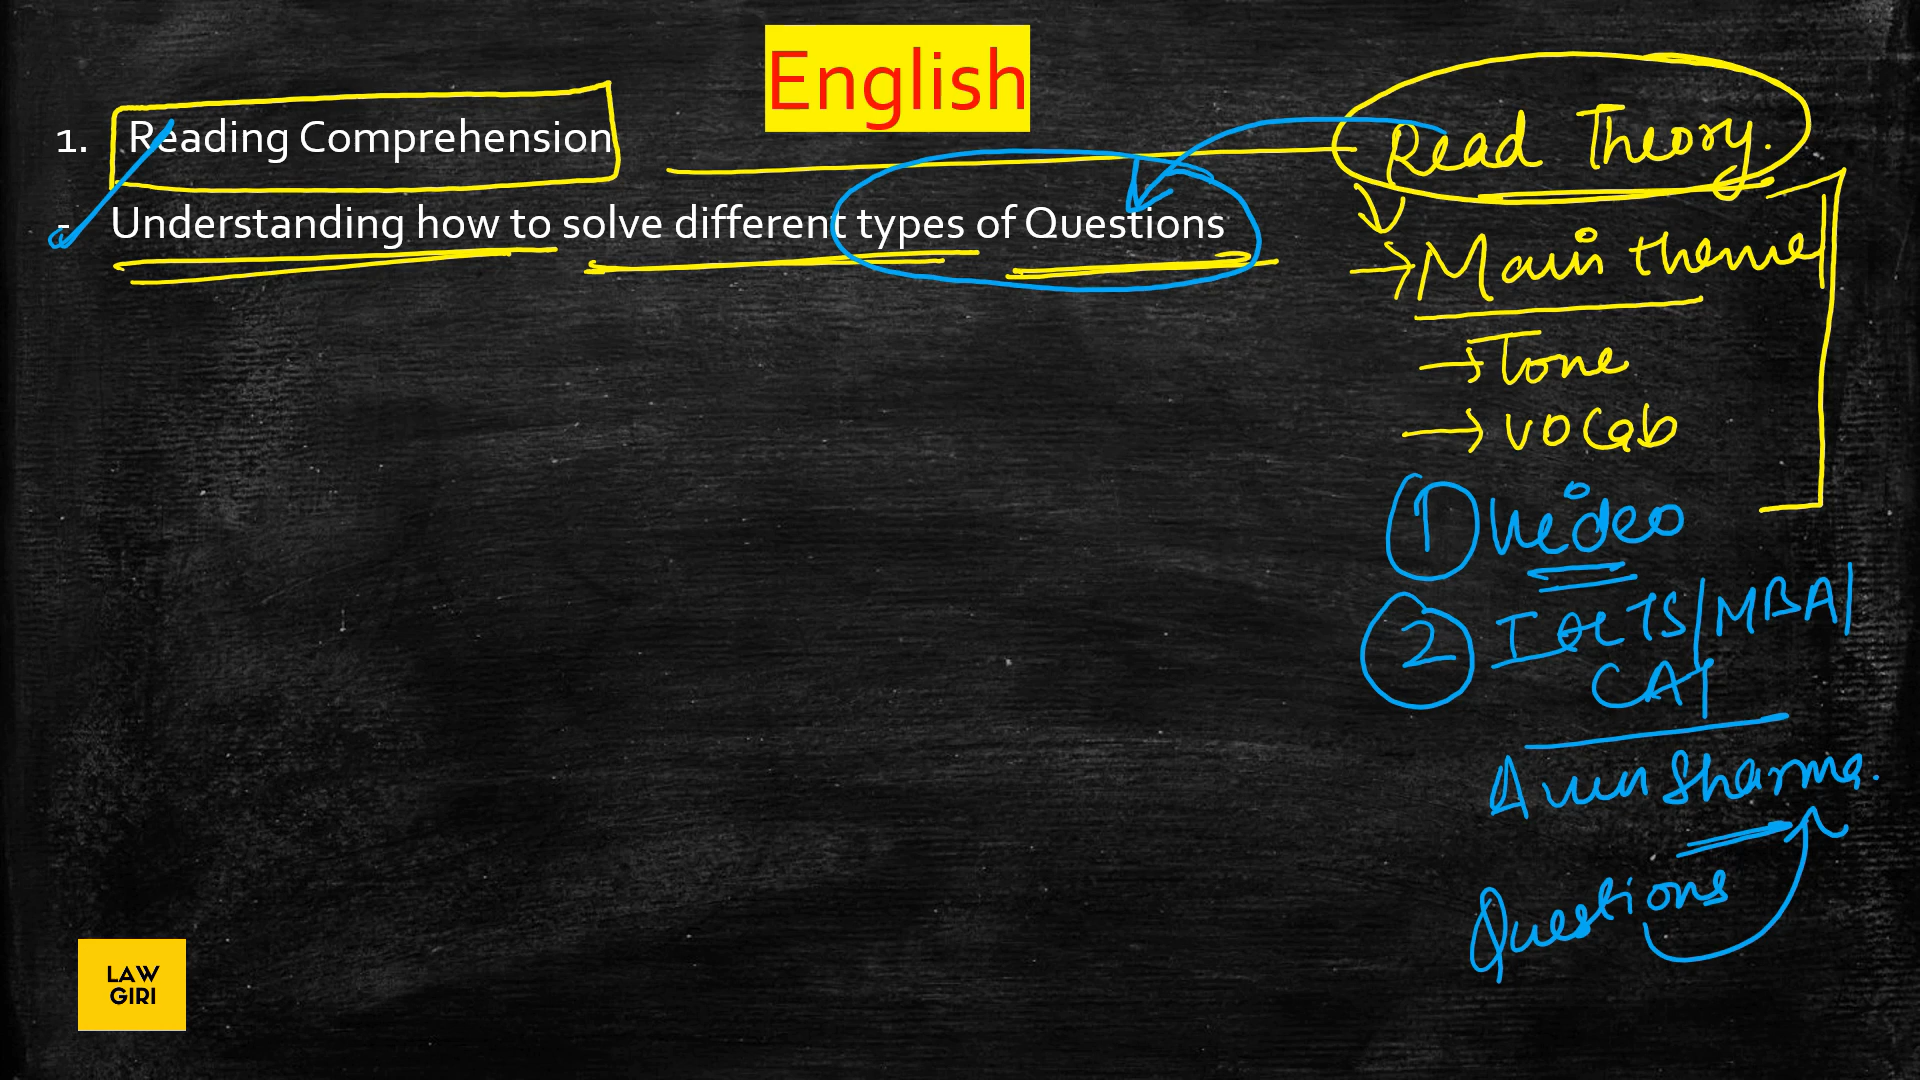 English
1. Reading Comprehension
- Understanding how to solve different types of Questions
Read Theory.
→ Main theme
→ Tone
→ vocab
1 Video
2 IELTS/MBA/
CAT
Arun Sharma.
Questions
LAW
GIRI